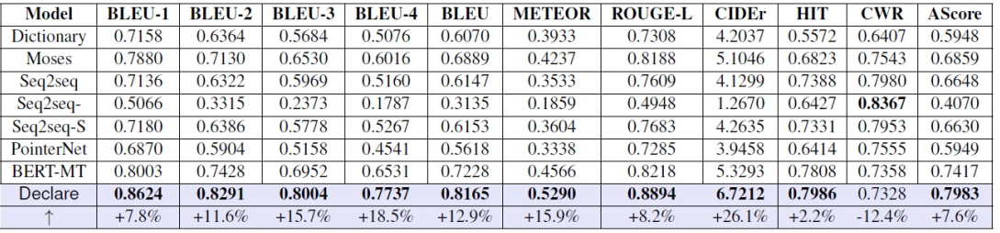 Model BLEU-1 BLEU-2 BLEU-3 BLEU-4 BLEU METEOR ROUGE-L CIDEr HIT CWR AScore
Dictionary 0.7158 0.6364 0.5684 0.5076 0.6070 0.3933 0.7308 4.2037 0.5572 0.6407 0.5948
Moses 0.7880 0.7130 0.6530 0.6016 0.6889 0.4237 0.8188 5.1046 0.6823 0.7543 0.6859
Seq2seq 0.7136 0.6322 0.5969 0.5160 0.6147 0.3533 0.7609 4.1299 0.7388 0.7980 0.6648
Seq2seq- 0.5066 0.3315 0.2373 0.1787 0.3135 0.1859 0.4948 1.2670 0.6427 0.8367 0.4070
Seq2seq-S 0.7180 0.6386 0.5778 0.5267 0.6153 0.3604 0.7683 4.2635 0.7331 0.7953 0.6630
PointerNet 0.6870 0.5904 0.5158 0.4541 0.5618 0.3338 0.7285 3.9458 0.6414 0.7555 0.5949
BERT-MT 0.8003 0.7428 0.6952 0.6531 0.7228 0.4566 0.8218 5.3293 0.7808 0.7358 0.7417
Declare 0.8624 0.8291 0.8004 0.7737 0.8165 0.5290 0.8894 6.7212 0.7986 0.7328 0.7983
↑ +7.8% +11.6% +15.7% +18.5% +12.9% +15.9% +8.2% +26.1% +2.2% -12.4% +7.6%